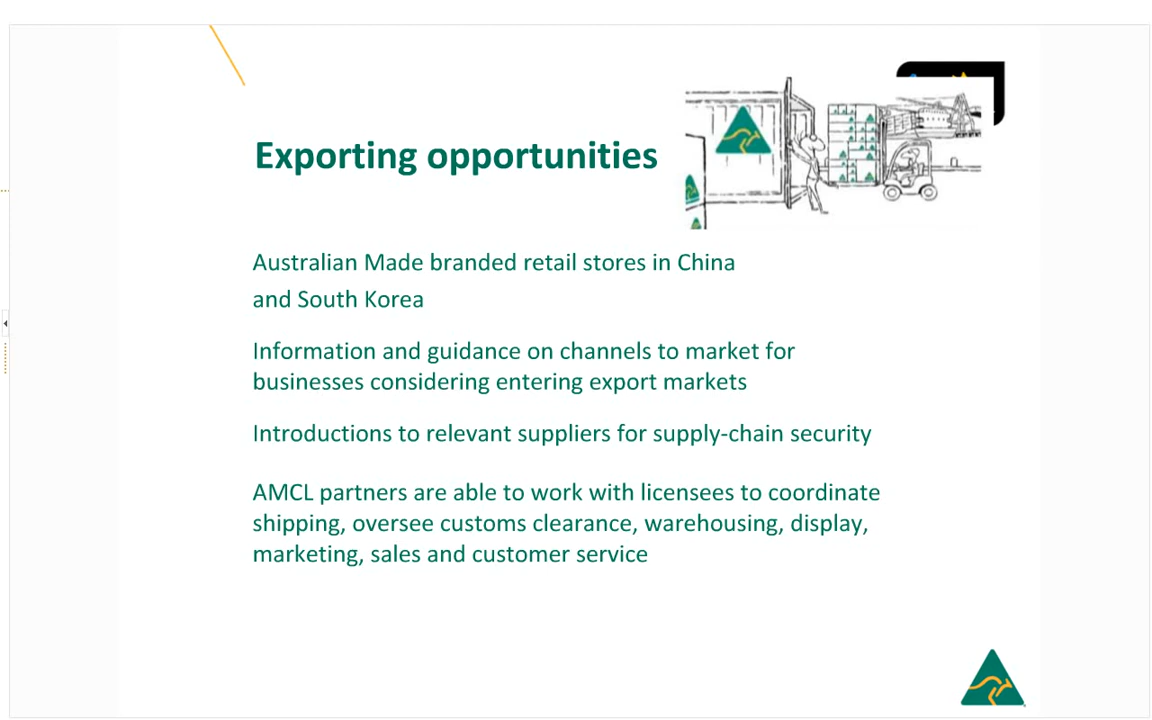 Exporting opportunities
Australian Made branded retail stores in China
and South Korea
Information and guidance on channels to market for
businesses considering entering export markets
Introductions to relevant suppliers for supply-chain security
AMCL partners are able to work with licensees to coordinate
shipping, oversee customs clearance, warehousing, display,
marketing, sales and customer service